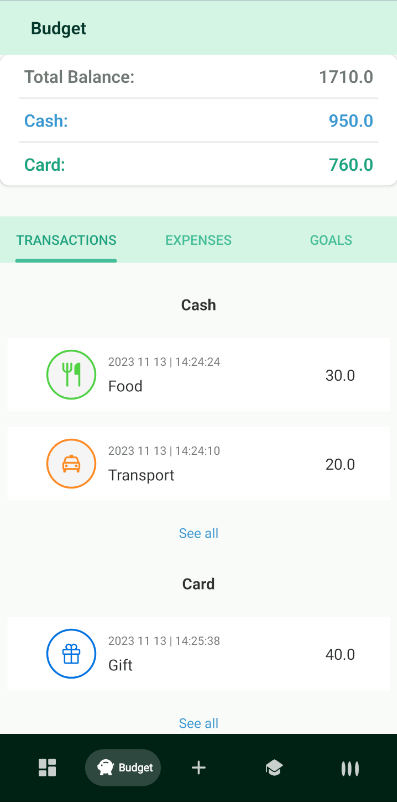 Budget
Total Balance: 1710.0
Cash: 950.0
Card: 760.0
TRANSACTIONS EXPENSES GOALS
Cash
2023 11 13 | 14:24:24
Food 30.0
2023 11 13 | 14:24:10
Transport 20.0
See all
Card
2023 11 13 | 14:25:38
Gift 40.0
See all
Budget